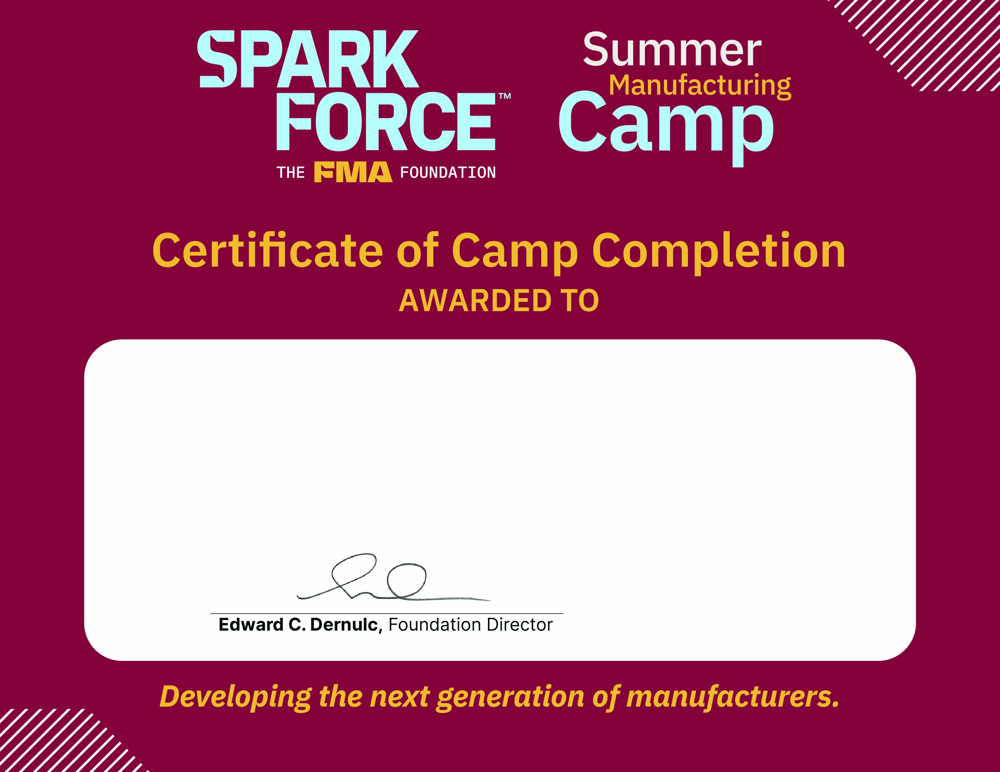 SPARK
FORCE™
THE FMA FOUNDATION
Summer
Manufacturing
Camp
Certificate of Camp Completion
AWARDED TO
Edward C. Dernulc, Foundation Director
Developing the next generation of manufacturers.